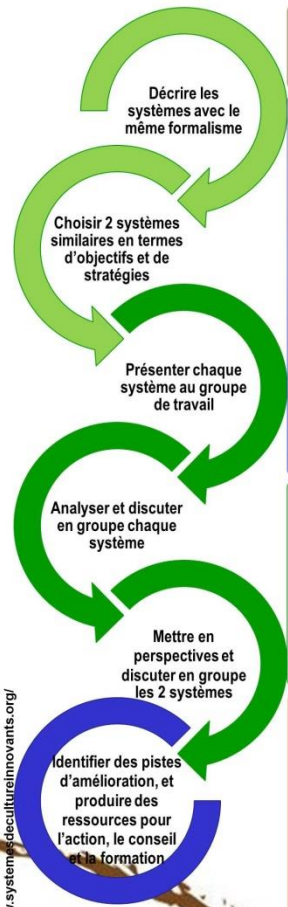 Décrire les
systèmes avec le
même formalisme
Choisir 2 systèmes
similaires en termes
d'objectifs et de
stratégies
Présenter chaque
système au groupe
de travail
Analyser et discuter
en groupe chaque
système
Mettre en
perspectives et
discuter en groupe
les 2 systèmes
Identifier des pistes
d'amélioration, et
produire des
ressources pour
l'action, le conseil
et la formation
.systemesdecultureinnovants.org/